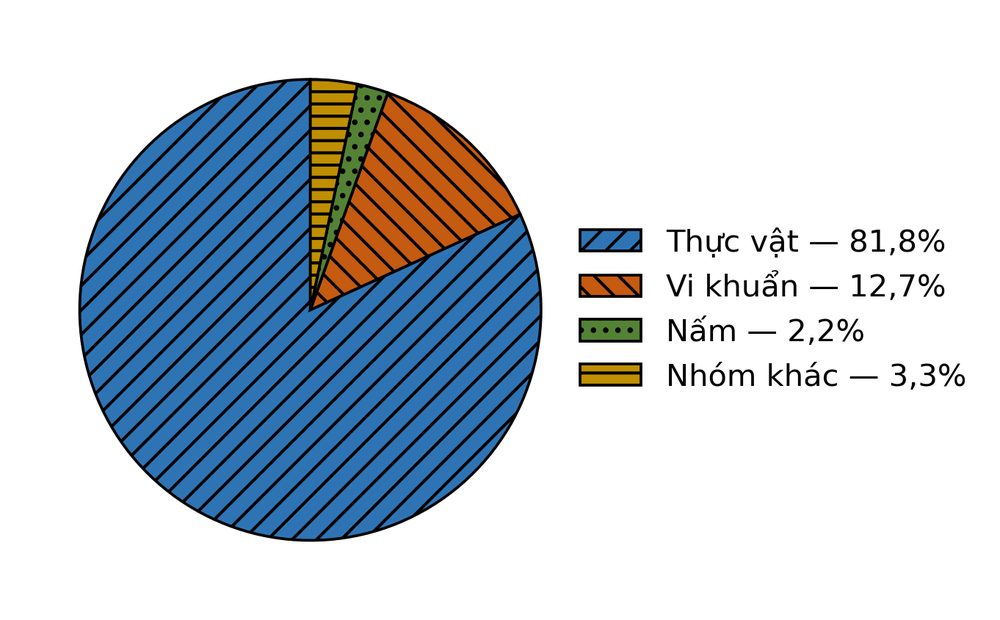 Thực vật — 81,8%
Vi khuẩn — 12,7%
Nấm — 2,2%
Nhóm khác — 3,3%